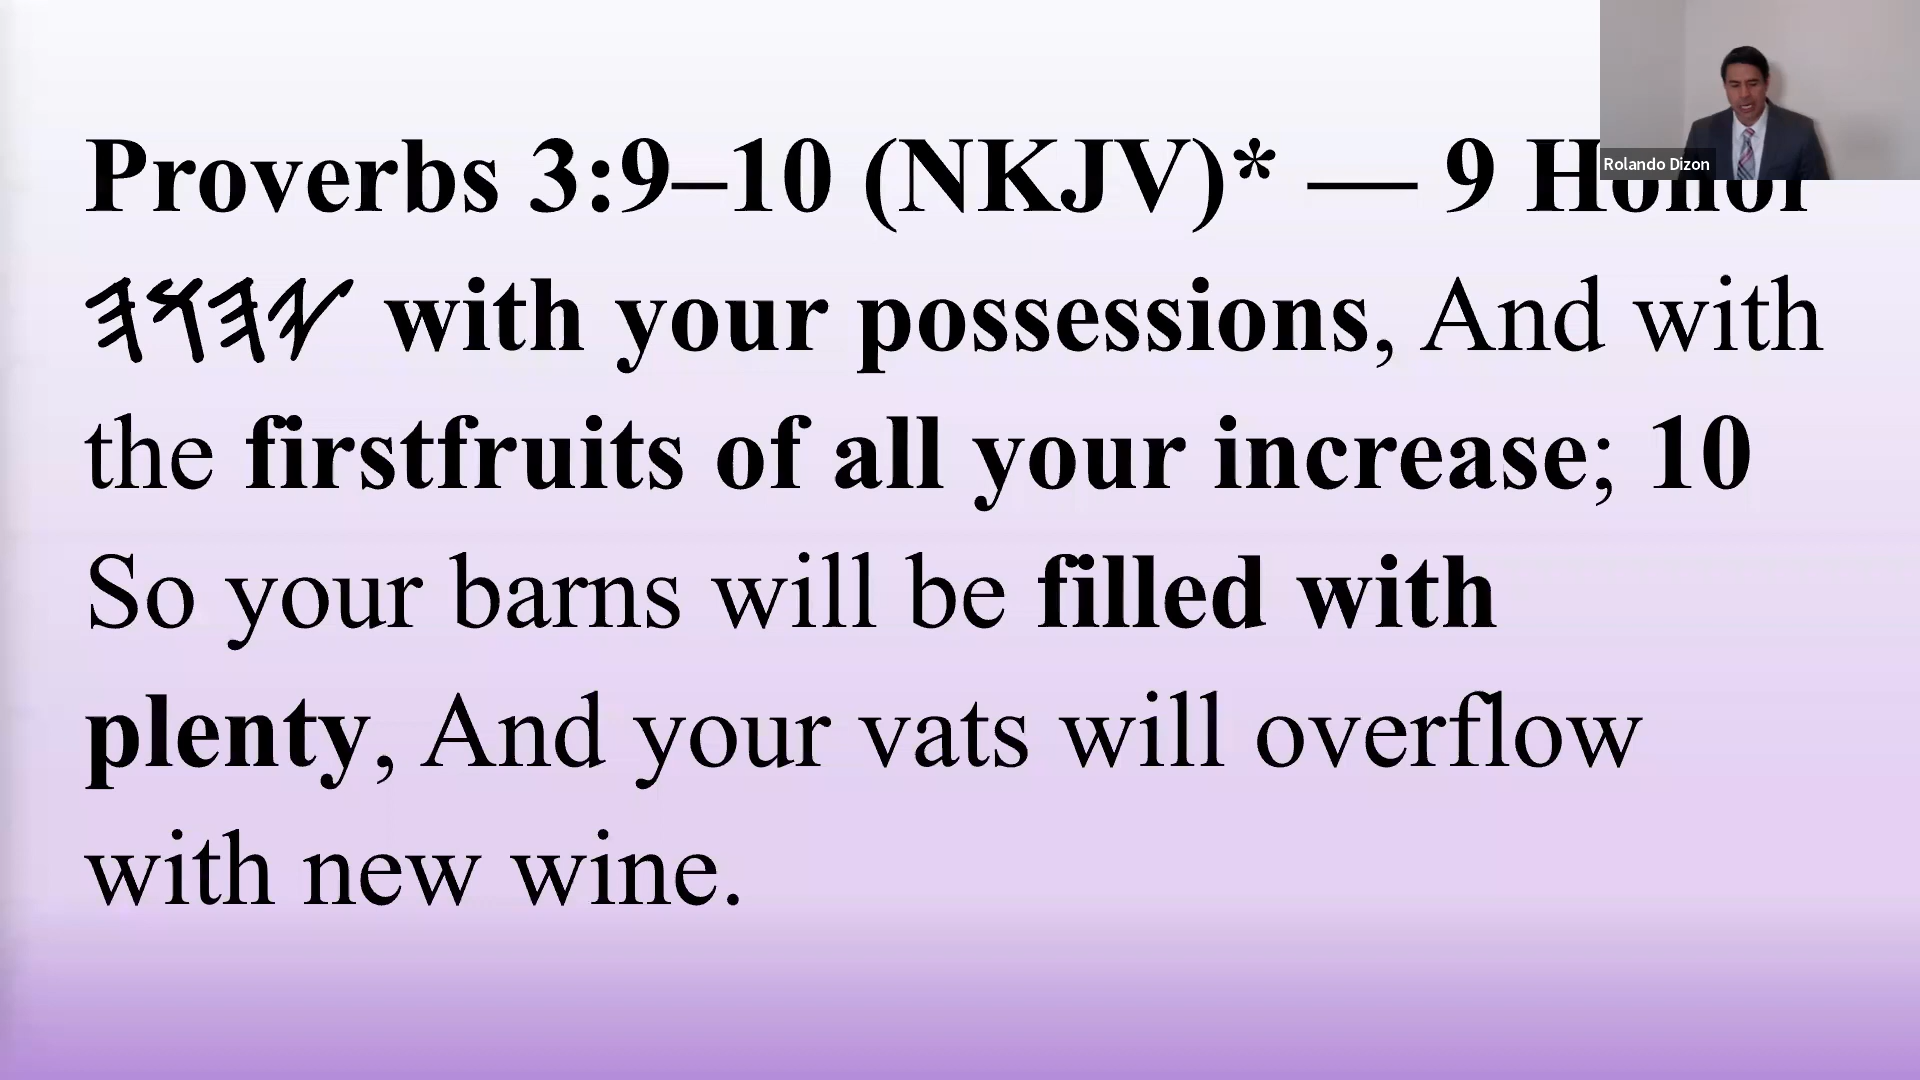 Rolando Dizon
Proverbs 3:9–10 (NKJV)* — 9 Honor
𐤉𐤄𐤅𐤄 with your possessions, And with
the firstfruits of all your increase; 10
So your barns will be filled with
plenty, And your vats will overflow
with new wine.